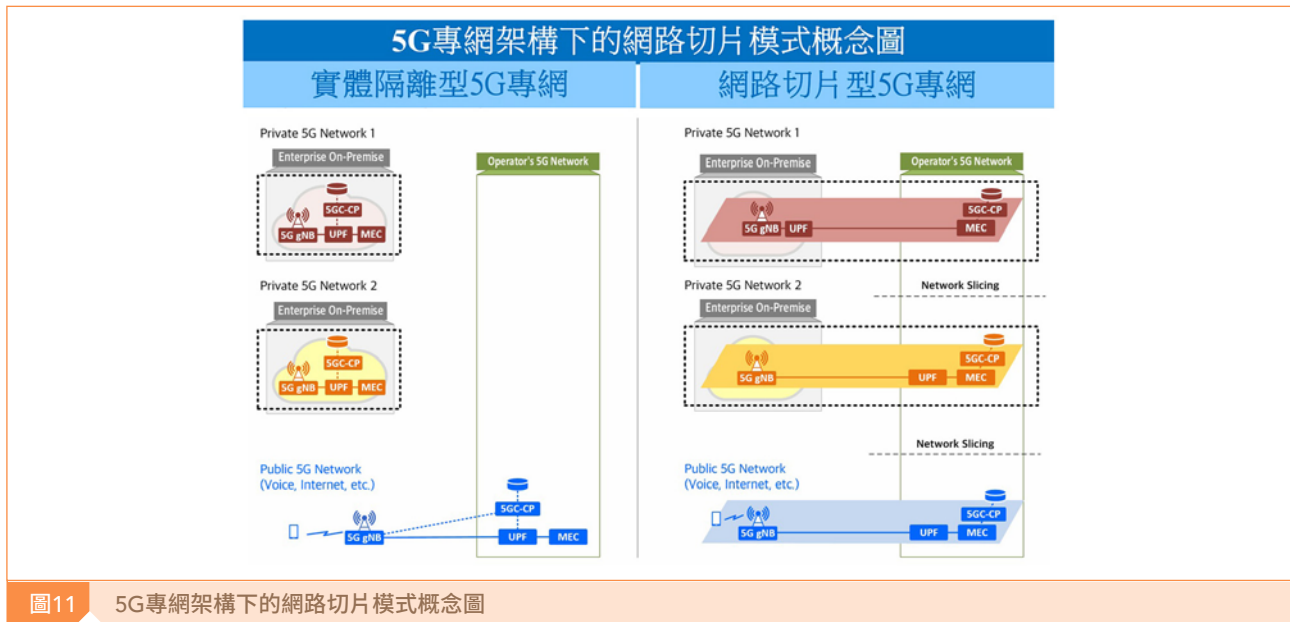 5G專網架構下的網路切片模式概念圖
實體隔離型5G專網
網路切片型5G專網
Private 5G Network 1
Enterprise On-Premise
Operator's 5G Network
5GC-CP
5G gNB
UPF
MEC
Private 5G Network 2
Enterprise On-Premise
5GC-CP
5G gNB
UPF
MEC
Public 5G Network
(Voice, Internet, etc.)
5GC-CP
5G gNB
UPF
MEC
Private 5G Network 1
Enterprise On-Premise
Operator's 5G Network
5GC-CP
5G gNB
UPF
MEC
Network Slicing
Private 5G Network 2
Enterprise On-Premise
5GC-CP
5G gNB
UPF
MEC
Network Slicing
Public 5G Network
(Voice, Internet, etc.)
5GC-CP
5G gNB
UPF
MEC
圖11 5G專網架構下的網路切片模式概念圖